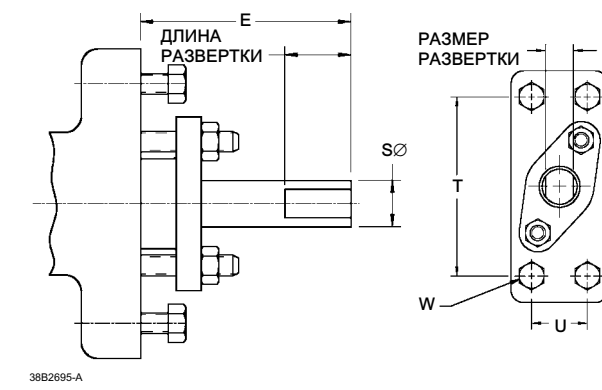 E
ДЛИНА
РАЗВЕРТКИ
РАЗМЕР
РАЗВЕРТКИ
S∅
T
W
U
38B2695-A